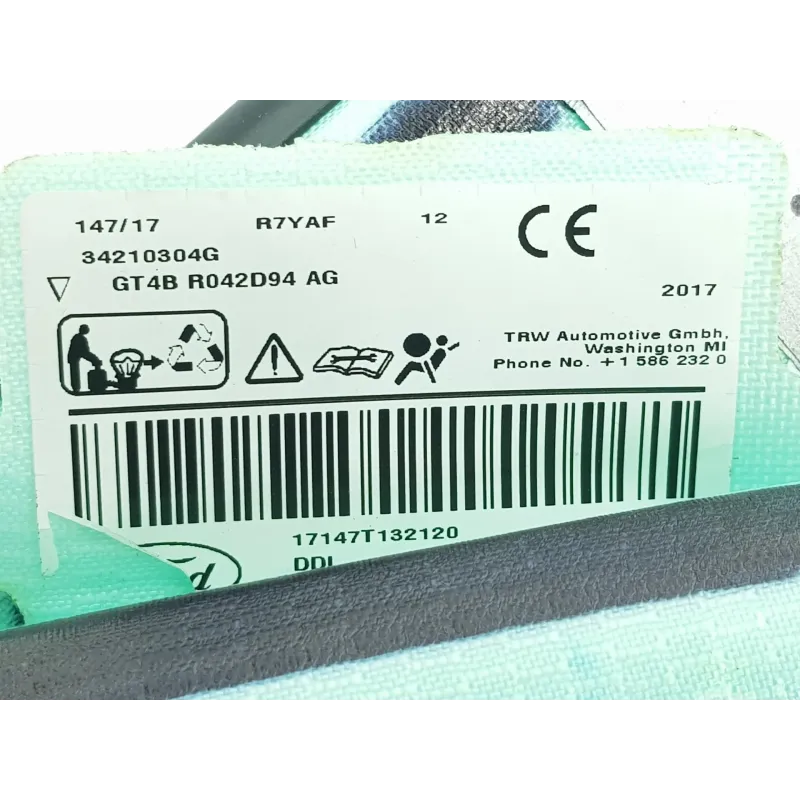 147/17 R7YAF 12 CE
34210304G
GT4B R042D94 AG
2017
TRW Automotive Gmbh,
Washington MI
Phone No. +1 586 232 0
17147T132120